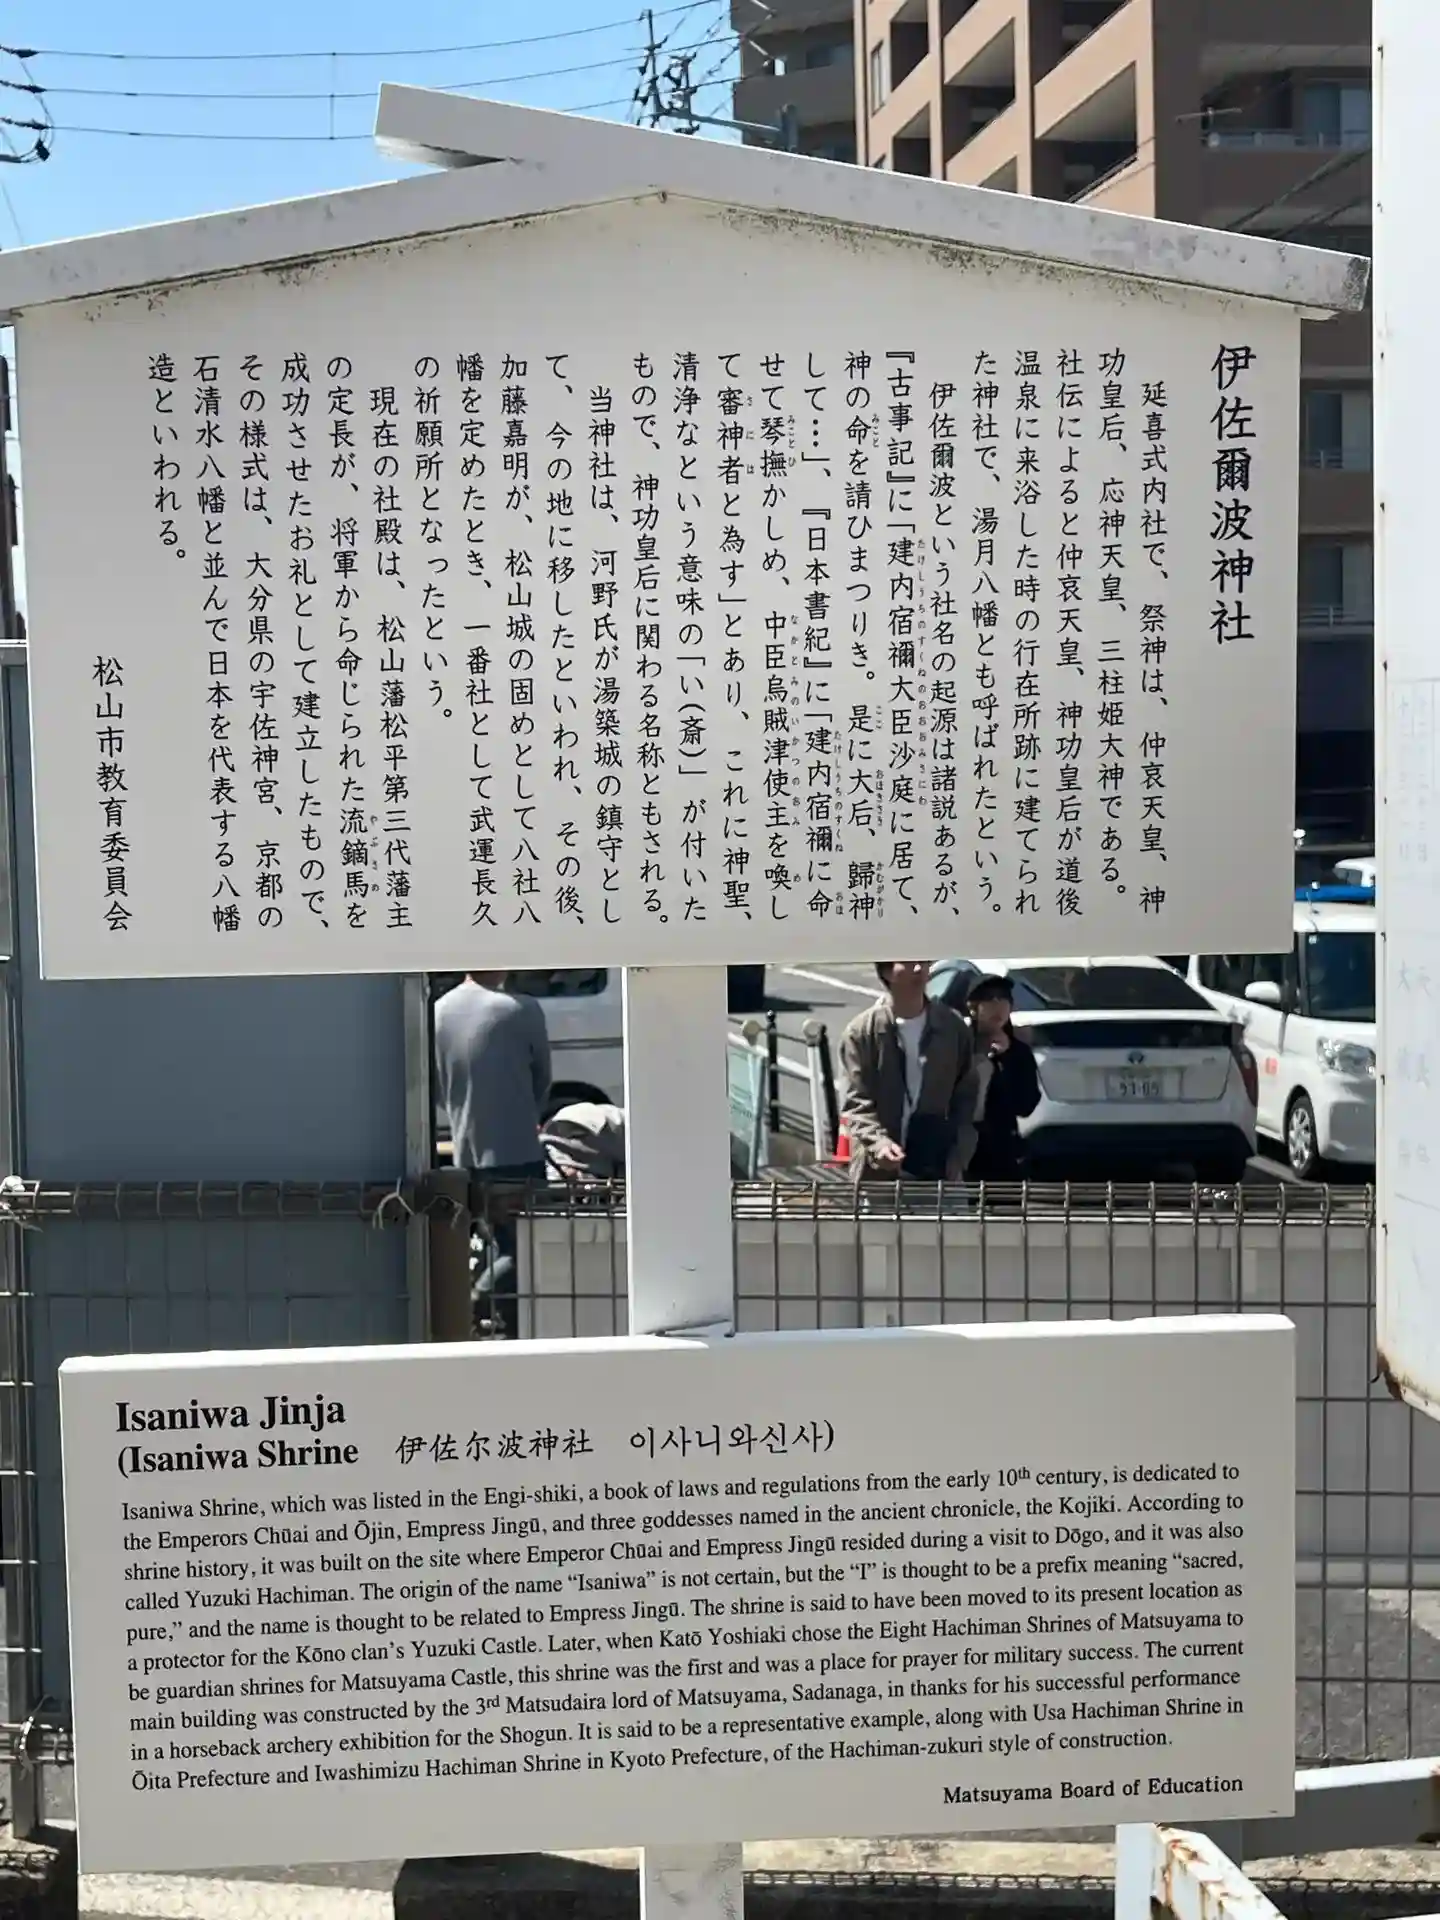 伊佐爾波神社
延喜式内社で、祭神は、仲哀天皇、神
功皇后、応神天皇、三柱姫大神である。
社伝によると仲哀天皇、神功皇后が道後
温泉に来浴した時の行在所跡に建てられ
た神社で、湯月八幡とも呼ばれたという。
伊佐爾波という社名の起源は諸説あるが、
『古事記』に「建内宿禰大臣沙庭に居て、
神の命を請ひまつりき。是に大后、歸神
して…」、『日本書紀』に「建内宿禰に命
せて琴撫かしめ、中臣烏賊津使主を喚し
て審神者と為す」とあり、これに神聖、
清浄なという意味の「い(斎)」が付いた
もので、神功皇后に関わる名称ともされる。
当神社は、河野氏が湯築城の鎮守とし
て、今の地に移したといわれ、その後、
加藤嘉明が、松山城の固めとして八社八
幡を定めたとき、一番社として武運長久
の祈願所となったという。
現在の社殿は、松山藩松平第三代藩主
の定長が、将軍から命じられた流鏑馬を
成功させたお礼として建立したもので、
その様式は、大分県の宇佐神宮、京都の
石清水八幡と並んで日本を代表する八幡
造といわれる。
松山市教育委員会
Isaniwa Jinja
(Isaniwa Shrine 伊佐尔波神社 이사니와신사)
Isaniwa Shrine, which was listed in the Engi-shiki, a book of laws and regulations from the early 10th century, is dedicated to
the Emperors Chūai and Ōjin, Empress Jingū, and three goddesses named in the ancient chronicle, the Kojiki. According to
shrine history, it was built on the site where Emperor Chūai and Empress Jingū resided during a visit to Dōgo, and it was also
called Yuzuki Hachiman. The origin of the name “Isaniwa” is not certain, but the “I” is thought to be a prefix meaning “sacred,
pure,” and the name is thought to be related to Empress Jingū. The shrine is said to have been moved to its present location as
a protector for the Kōno clan’s Yuzuki Castle. Later, when Katō Yoshiaki chose the Eight Hachiman Shrines of Matsuyama to
be guardian shrines for Matsuyama Castle, this shrine was the first and was a place for prayer for military success. The current
main building was constructed by the 3rd Matsudaira lord of Matsuyama, Sadanaga, in thanks for his successful performance
in a horseback archery exhibition for the Shogun. It is said to be a representative example, along with Usa Hachiman Shrine in
Ōita Prefecture and Iwashimizu Hachiman Shrine in Kyoto Prefecture, of the Hachiman-zukuri style of construction.
Matsuyama Board of Education